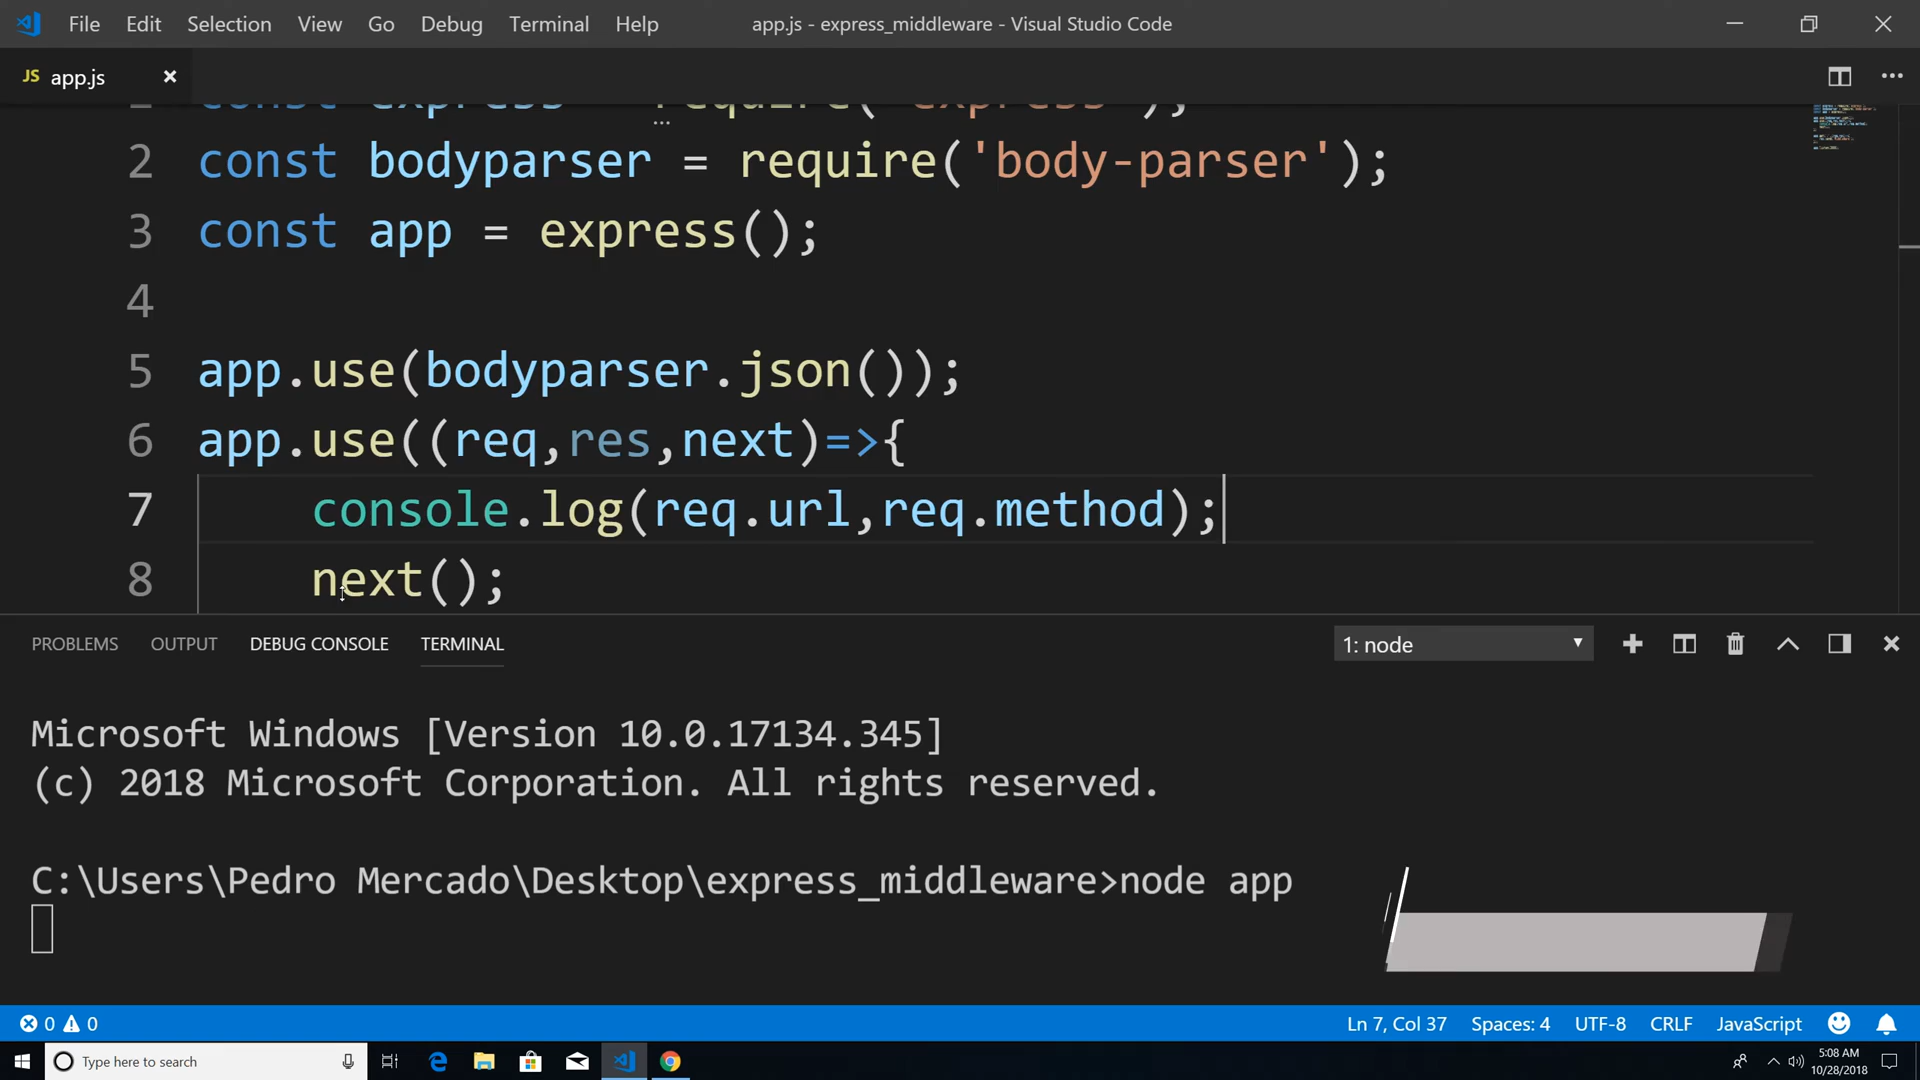 File Edit Selection View Go Debug Terminal Help app.js - express_middleware - Visual Studio Code
JS app.js
const express = require('express');
2 const bodyparser = require('body-parser');
3 const app = express();
4
5 app.use(bodyparser.json());
6 app.use((req,res,next)=>{
7 console.log(req.url,req.method);
8 next();
PROBLEMS OUTPUT DEBUG CONSOLE TERMINAL 1: node
Microsoft Windows [Version 10.0.17134.345]
(c) 2018 Microsoft Corporation. All rights reserved.
C:\Users\Pedro Mercado\Desktop\express_middleware>node app
0 0 Ln 7, Col 37 Spaces: 4 UTF-8 CRLF JavaScript
Type here to search 5:08 AM
10/28/2018